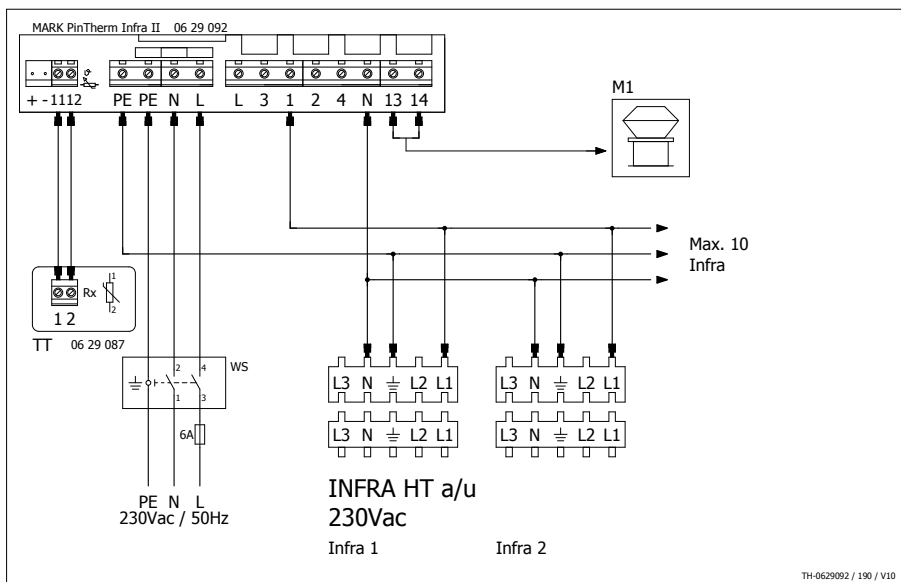 MARK PinTherm Infra II 06 29 092
+ - 11 12 PE PE N L L 3 1 2 4 N 13 14
M1
Max. 10
Infra
1
Rx
2
1 2
TT 06 29 087
2 4
WS
1 3
6A
L3 N L2 L1
L3 N L2 L1
L3 N L2 L1
L3 N L2 L1
PE N L
230Vac / 50Hz
INFRA HT a/u
230Vac
Infra 1
Infra 2
TH-0629092 / 190 / V10